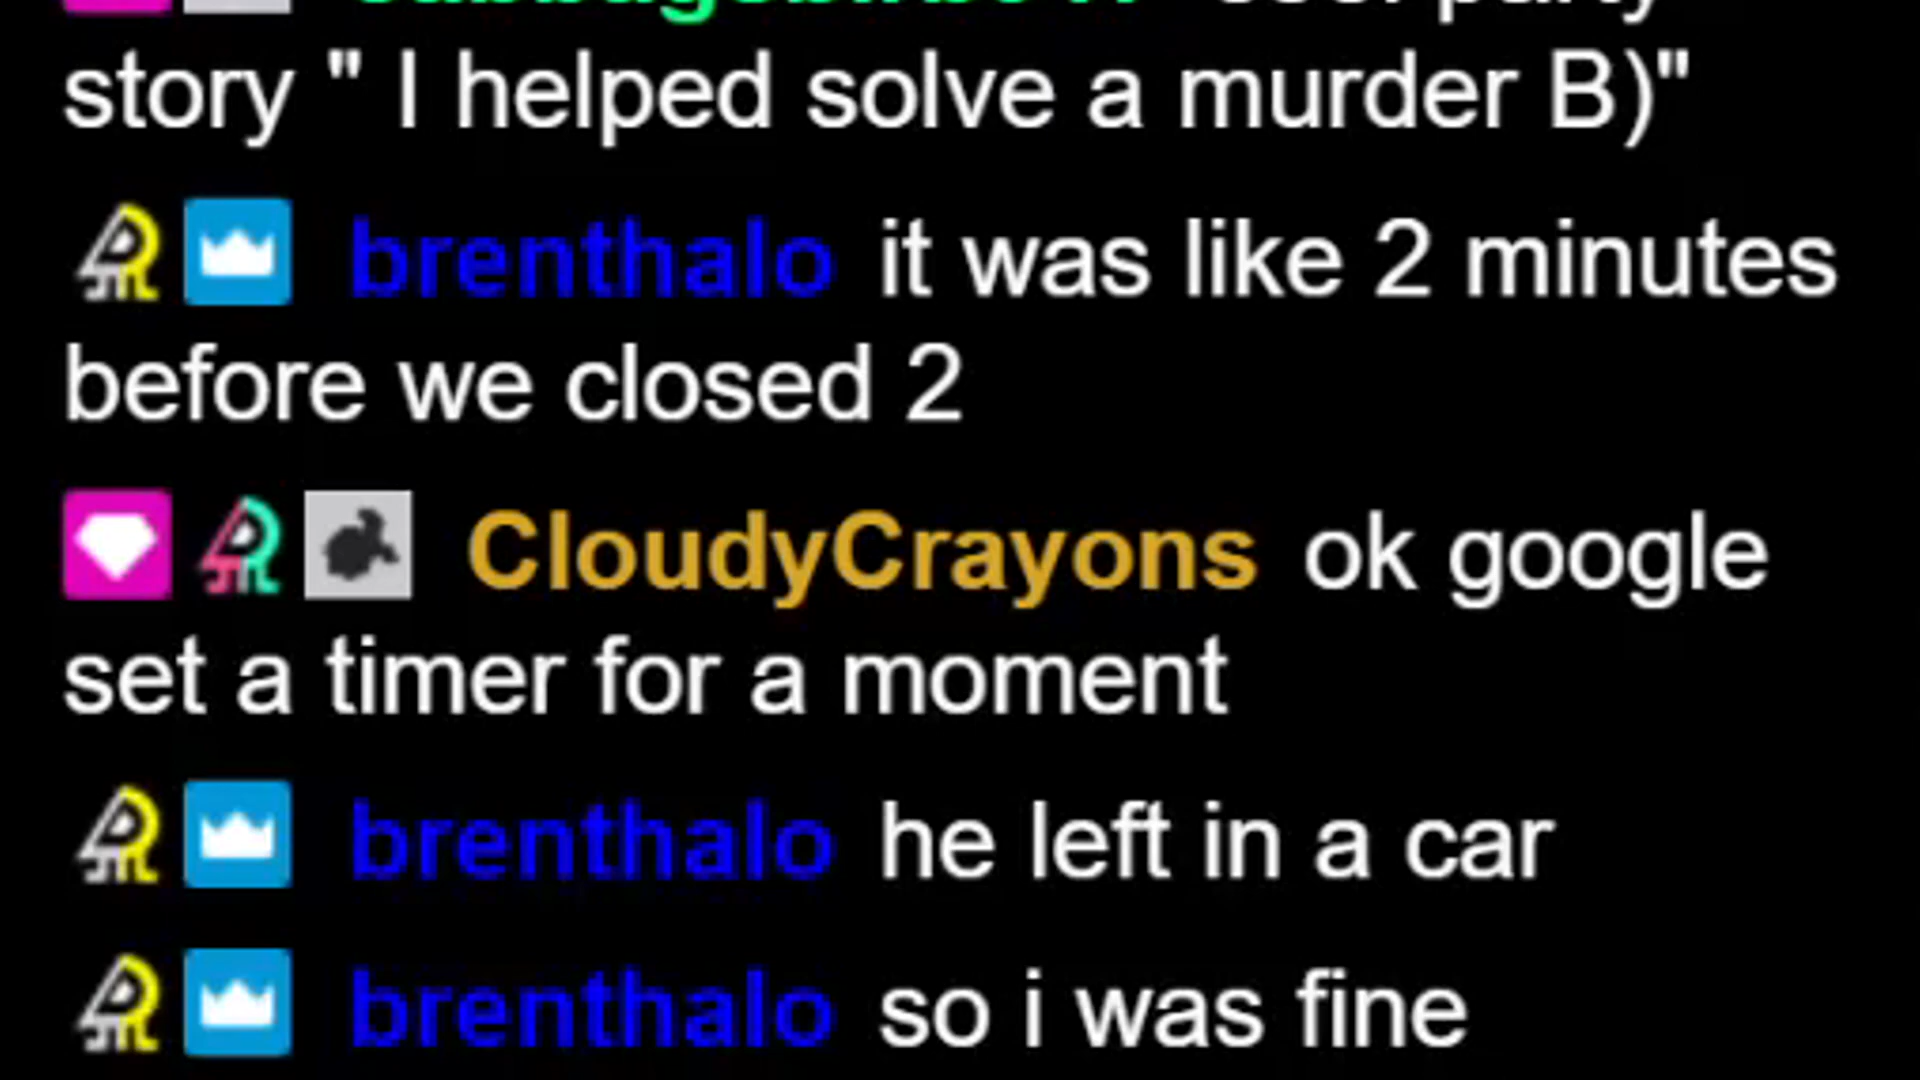 party
story " I helped solve a murder B)"
brenthalo it was like 2 minutes
before we closed 2
CloudyCrayons ok google
set a timer for a moment
brenthalo he left in a car
brenthalo so i was fine